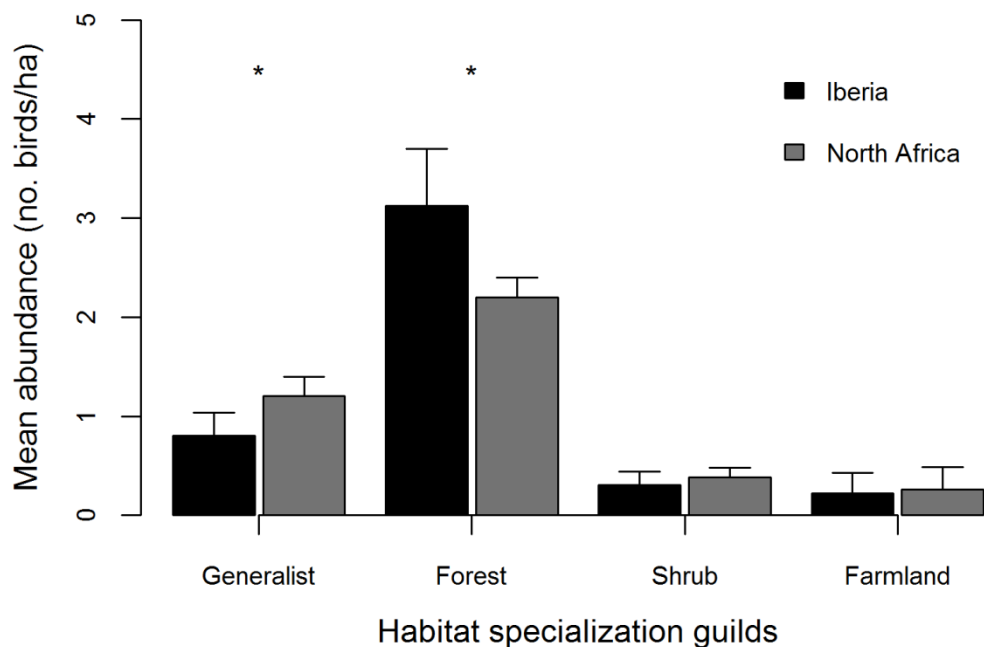 Mean abundance (no. birds/ha)
5
4
3
2
1
0
*
*
Iberia
North Africa
Generalist
Forest
Shrub
Farmland
Habitat specialization guilds